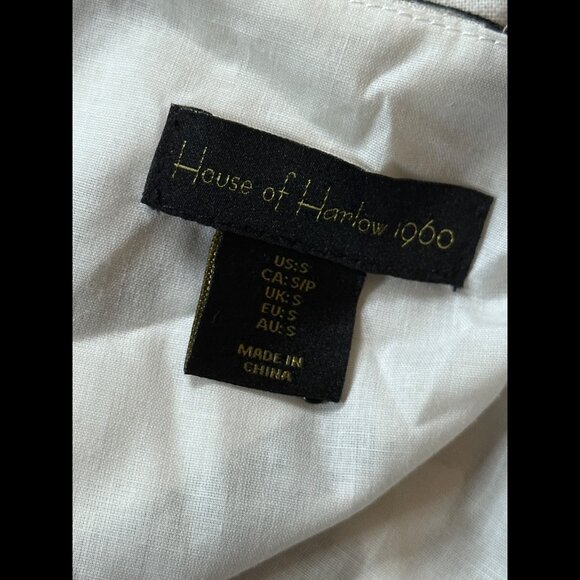 House of Harlow 1960
US: S
CA: S/P
UK: S
EU: S
AU: S
MADE IN
CHINA